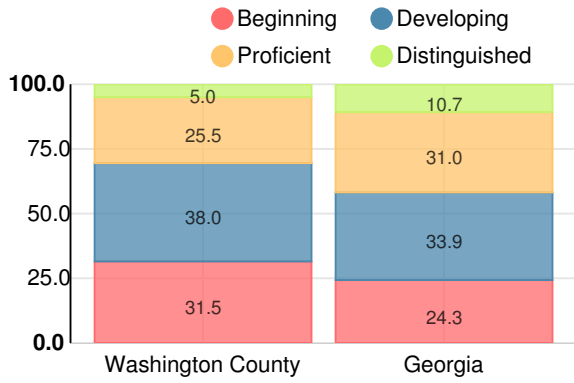 Beginning
Developing
Proficient
Distinguished
100.0
75.0
50.0
25.0
0.0
5.0
25.5
38.0
31.5
10.7
31.0
33.9
24.3
Washington County
Georgia